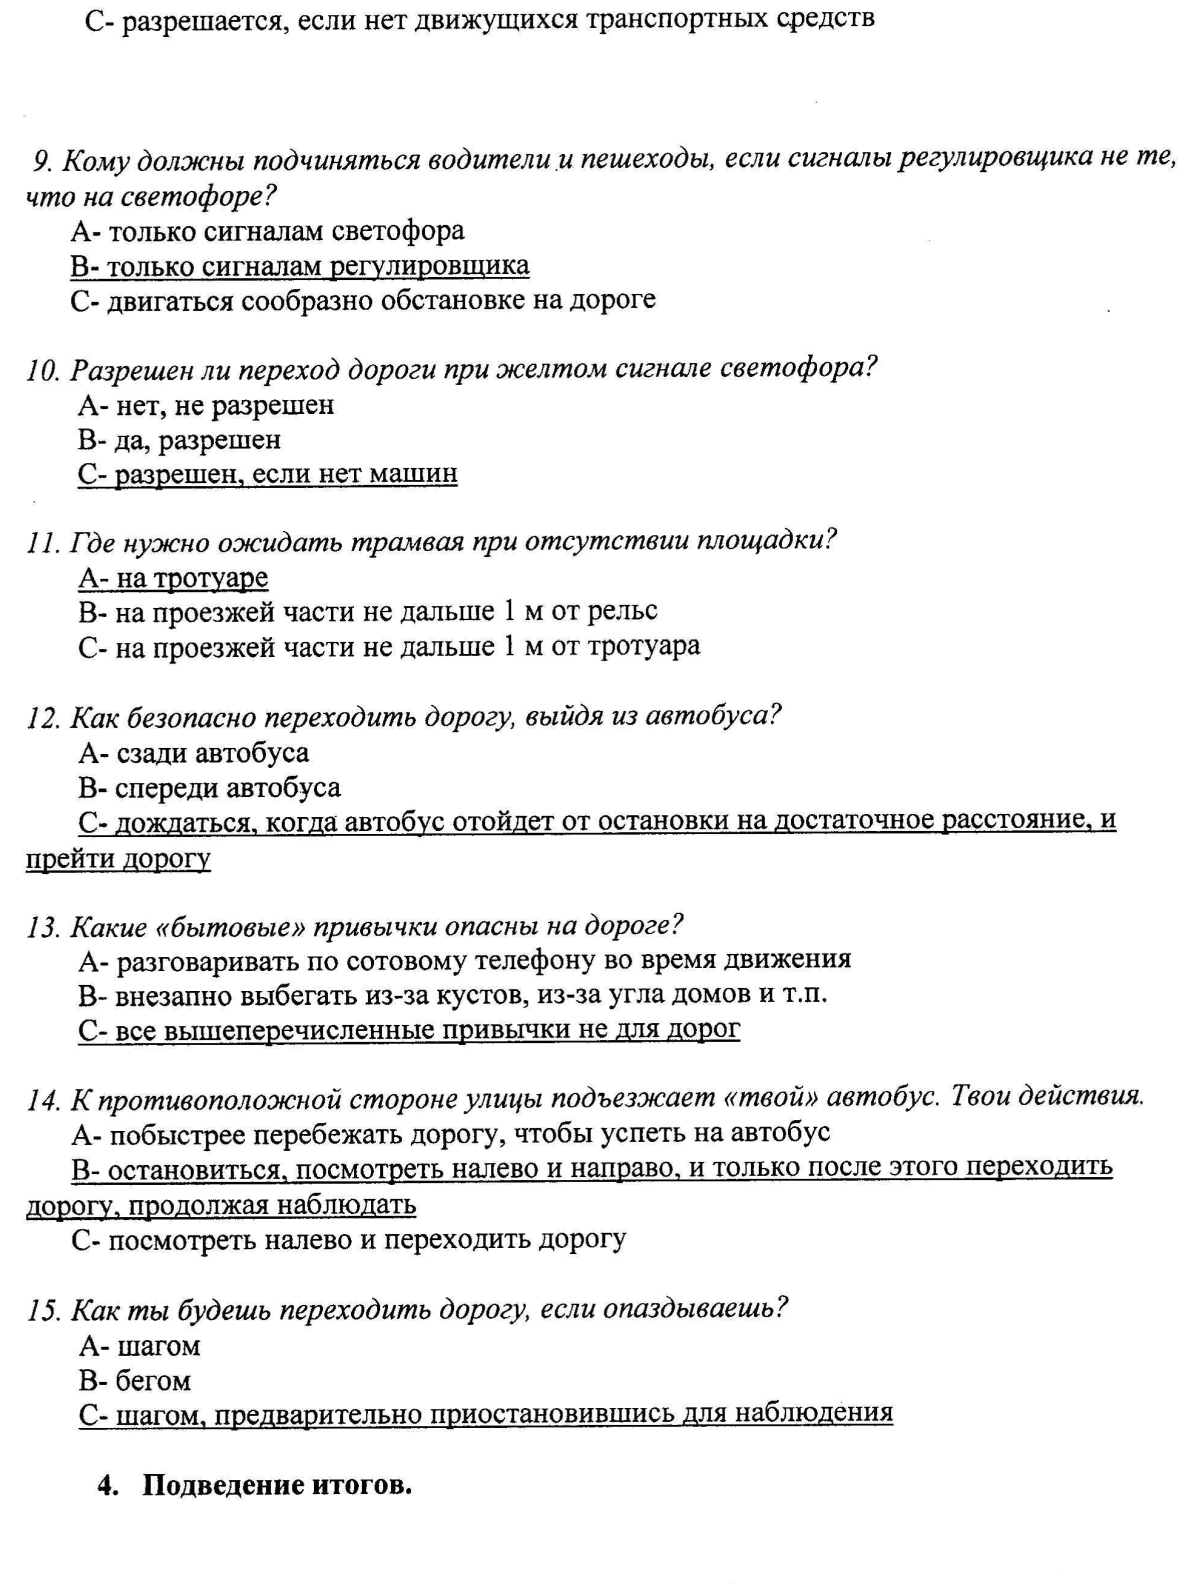 С- разрешается, если нет движущихся транспортных средств
9. Кому должны подчиняться водители и пешеходы, если сигналы регулировщика не те,
что на светофоре?
А- только сигналам светофора
В- только сигналам регулировщика
С- двигаться сообразно обстановке на дороге
10. Разрешен ли переход дороги при желтом сигнале светофора?
А- нет, не разрешен
В- да, разрешен
С- разрешен, если нет машин
11. Где нужно ожидать трамвая при отсутствии площадки?
А- на тротуаре
В- на проезжей части не дальше 1 м от рельс
С- на проезжей части не дальше 1 м от тротуара
12. Как безопасно переходить дорогу, выйдя из автобуса?
А- сзади автобуса
В- спереди автобуса
С- дождаться, когда автобус отойдет от остановки на достаточное расстояние, и
прейти дорогу
13. Какие «бытовые» привычки опасны на дороге?
А- разговаривать по сотовому телефону во время движения
В- внезапно выбегать из-за кустов, из-за угла домов и т.п.
С- все вышеперечисленные привычки не для дорог
14. К противоположной стороне улицы подъезжает «твой» автобус. Твои действия.
А- побыстрее перебежать дорогу, чтобы успеть на автобус
В- остановиться, посмотреть налево и направо, и только после этого переходить
дорогу, продолжая наблюдать
С- посмотреть налево и переходить дорогу
15. Как ты будешь переходить дорогу, если опаздываешь?
А- шагом
В- бегом
С- шагом, предварительно приостановившись для наблюдения
4. Подведение итогов.